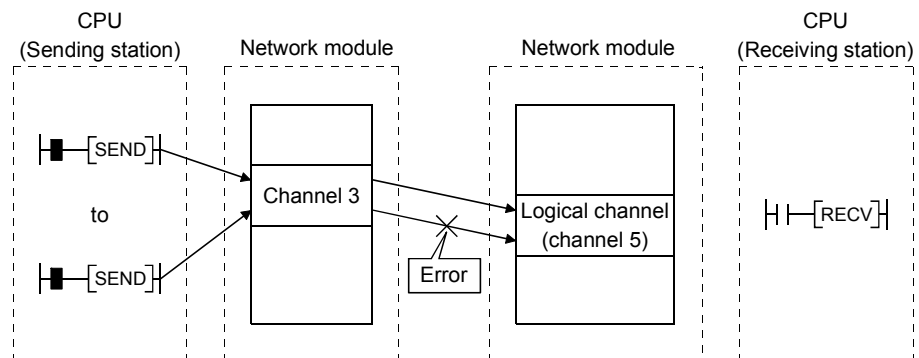 CPU
(Sending station)
Network module
Network module
CPU
(Receiving station)
SEND
to
SEND
Channel 3
Error
Logical channel
(channel 5)
RECV